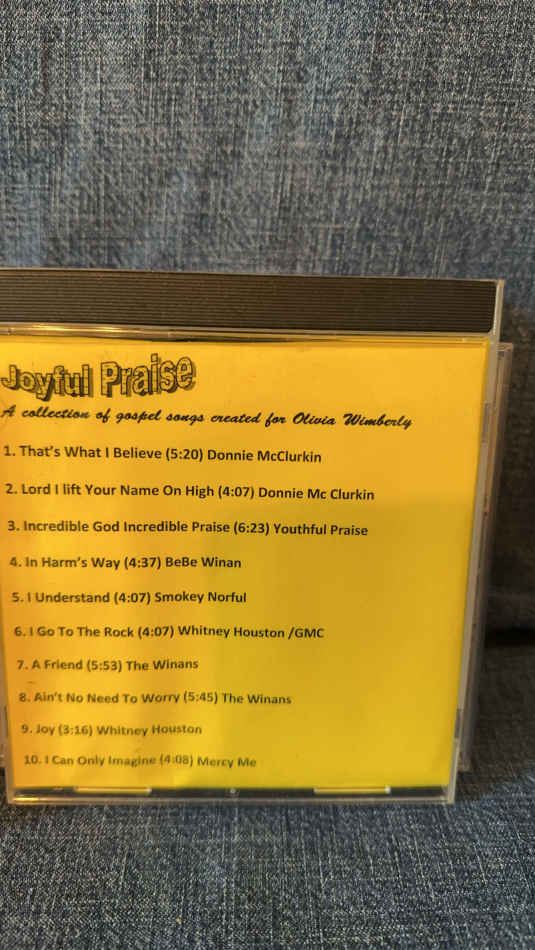 Joyful Praise
A collection of gospel songs created for Olivia Wimberly
1. That's What I Believe (5:20) Donnie McClurkin
2. Lord I lift Your Name On High (4:07) Donnie Mc Clurkin
3. Incredible God Incredible Praise (6:23) Youthful Praise
4. In Harm's Way (4:37) BeBe Winan
5. I Understand (4:07) Smokey Norful
6. I Go To The Rock (4:07) Whitney Houston /GMC
7. A Friend (5:53) The Winans
8. Ain't No Need To Worry (5:45) The Winans
9. Joy (3:16) Whitney Houston
10. I Can Only Imagine (4:08) Mercy Me